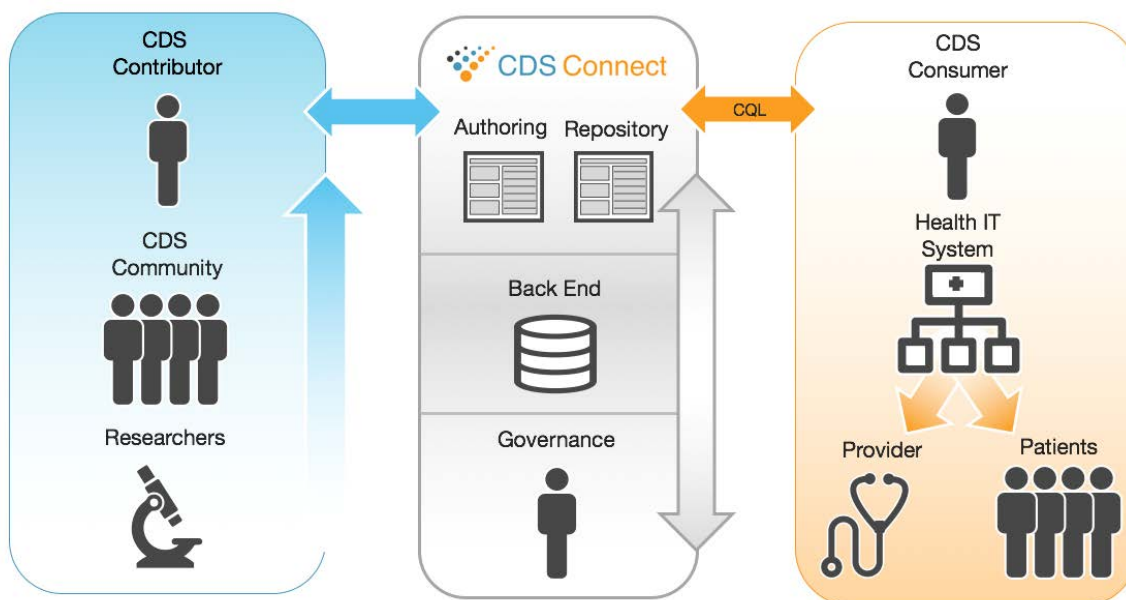 CDS
Contributor
CDS
Community
Researchers
CDS Connect
Authoring
Repository
Back End
Governance
CQL
CDS
Consumer
Health IT
System
Provider
Patients